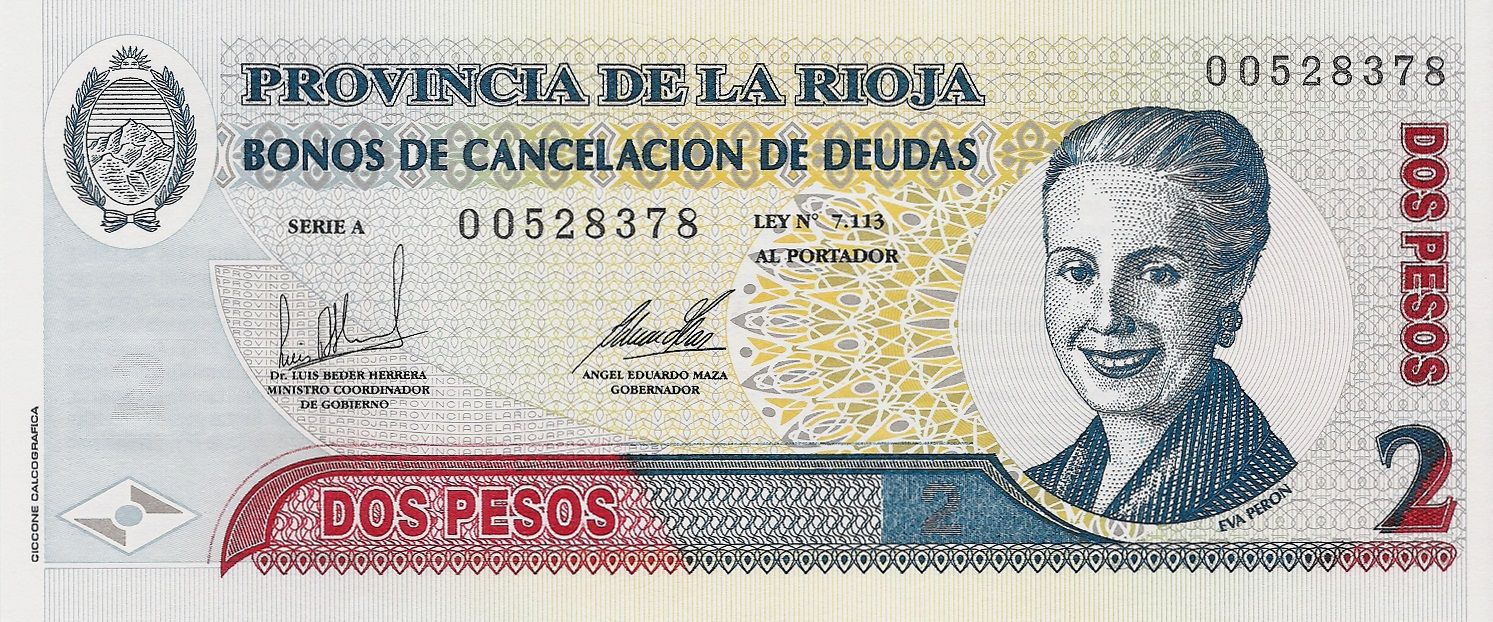 PROVINCIA DE LA RIOJA
00528378
BONOS DE CANCELACION DE DEUDAS
SERIE A
00528378
LEY N° 7.113
AL PORTADOR
DOS PESOS
Dr. LUIS BEDER HERRERA
MINISTRO COORDINADOR
DE GOBIERNO
ANGEL EDUARDO MAZA
GOBERNADOR
2
CICCONE CALCOGRAFICA
DOS PESOS
2
EVA PERON
2